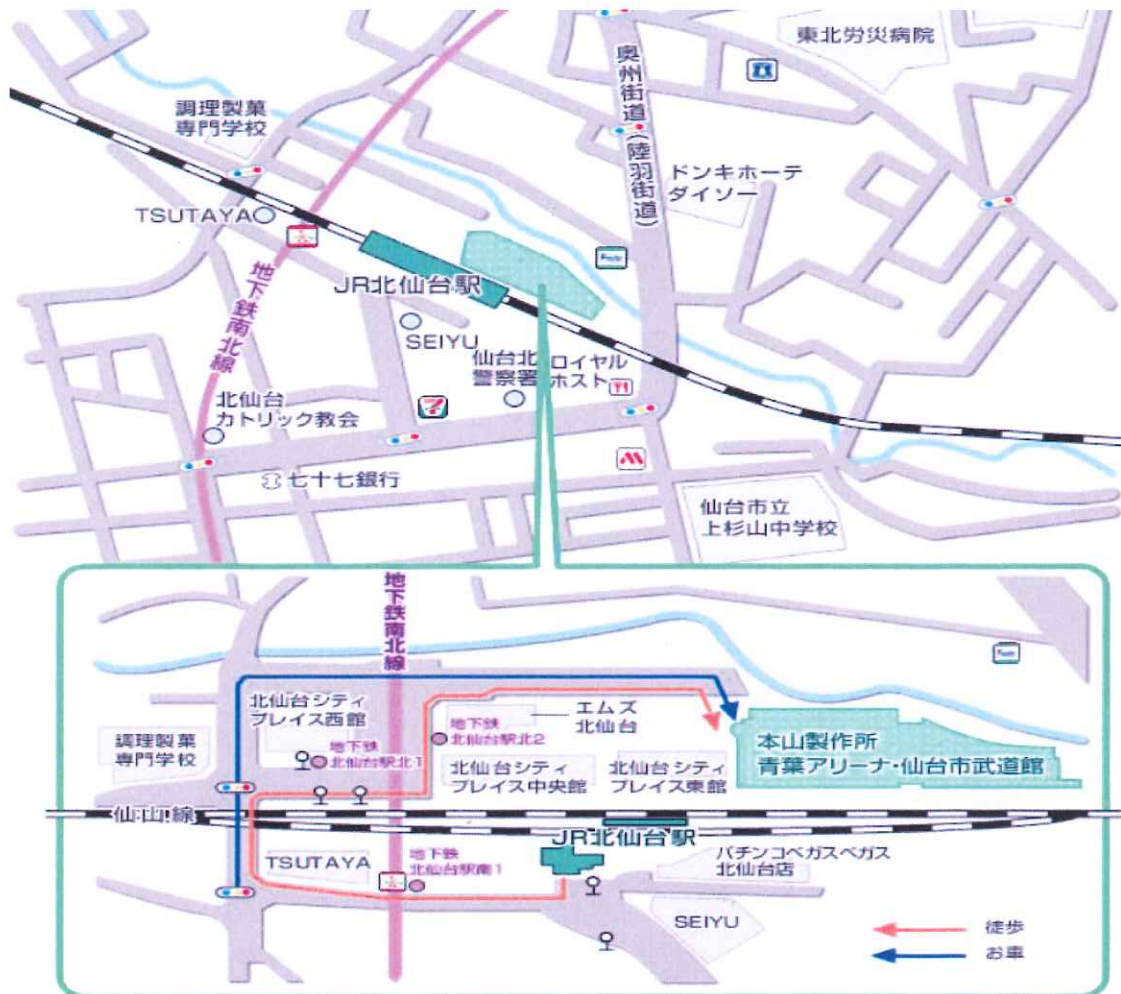 東北労災病院
奥州街道(陸羽街道)
調理製菓
専門学校
ドンキホーテ
ダイソー
TSUTAYA
JR北仙台駅
地下鉄南北線
SEIYU
仙台北
警察署
ロイヤル
ホスト
北仙台
カトリック教会
七十七銀行
仙台市立
上杉山中学校
地下鉄南北線
北仙台シティ
プレイス西館
エムズ
北仙台
地下鉄
北仙台駅北2
調理製菓
専門学校
地下鉄
北仙台駅北1
本山製作所
青葉アリーナ・仙台市武道館
北仙台シティ
プレイス中央館
北仙台シティ
プレイス東館
仙山線
JR北仙台駅
TSUTAYA
地下鉄
北仙台駅南1
パチンコベガスベガス
北仙台店
SEIYU
徒歩
お車